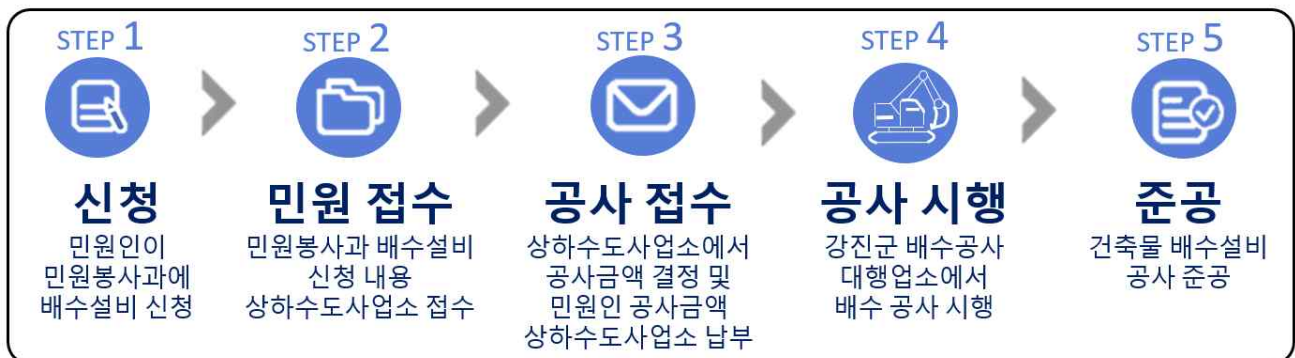 STEP 1
신청
민원인이
민원봉사과에
배수설비 신청
STEP 2
민원 접수
민원봉사과 배수설비
신청 내용
상하수도사업소 접수
STEP 3
공사 접수
상하수도사업소에서
공사금액 결정 및
민원인 공사금액
상하수도사업소 납부
STEP 4
공사 시행
강진군 배수공사
대행업소에서
배수 공사 시행
STEP 5
준공
건축물 배수설비
공사 준공